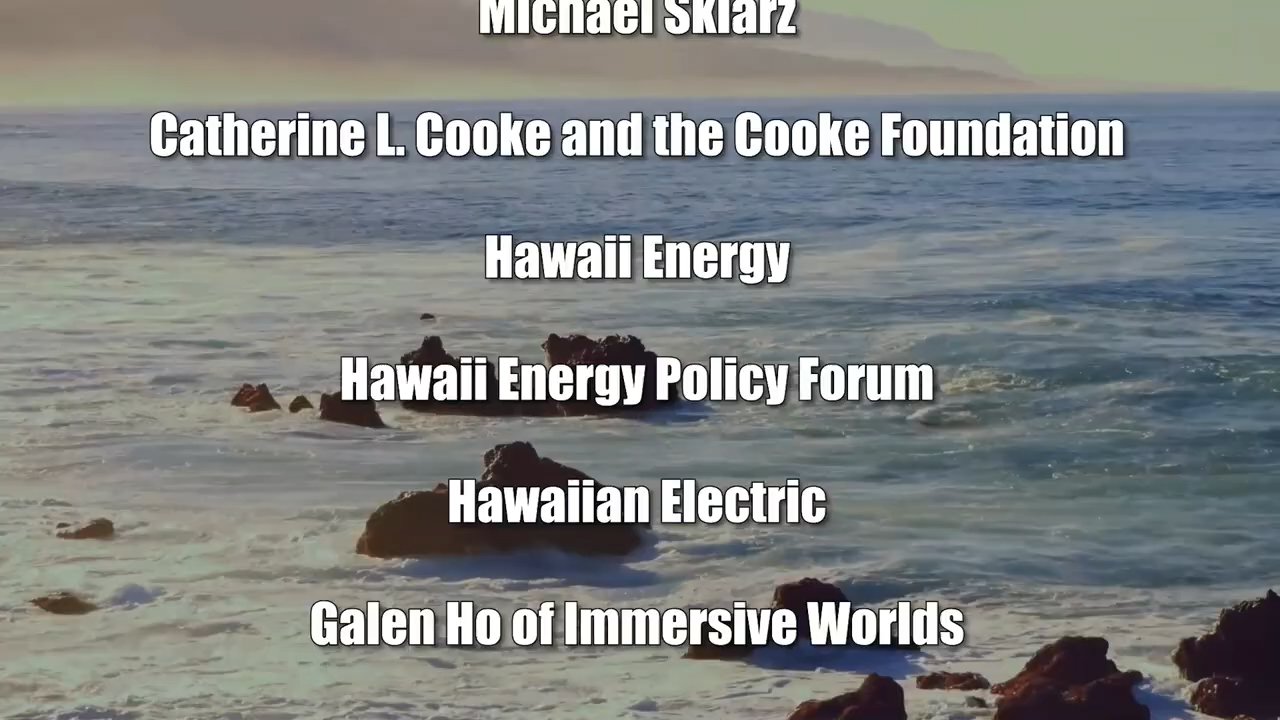 Michael Sklarz
Catherine L. Cooke and the Cooke Foundation
Hawaii Energy
Hawaii Energy Policy Forum
Hawaiian Electric
Galen Ho of Immersive Worlds